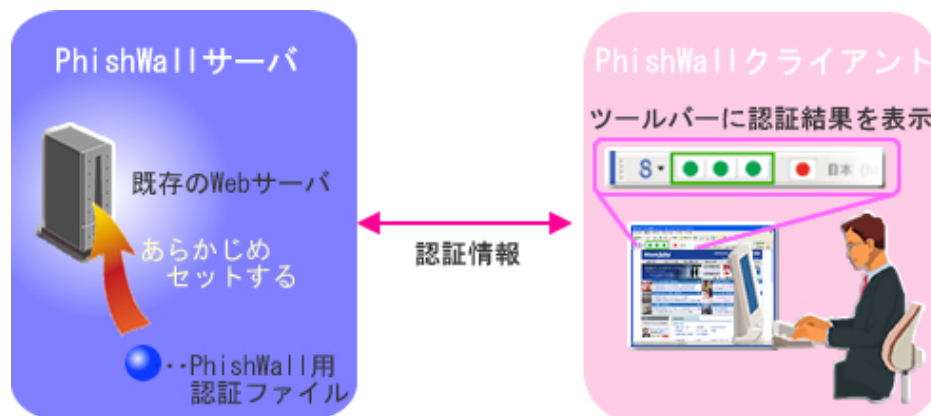 PhishWallサーバ
既存のWebサーバ
あらかじめ
セットする
‥PhishWall用
認証ファイル
認証情報
PhishWallクライアント
ツールバーに認証結果を表示
S
日本